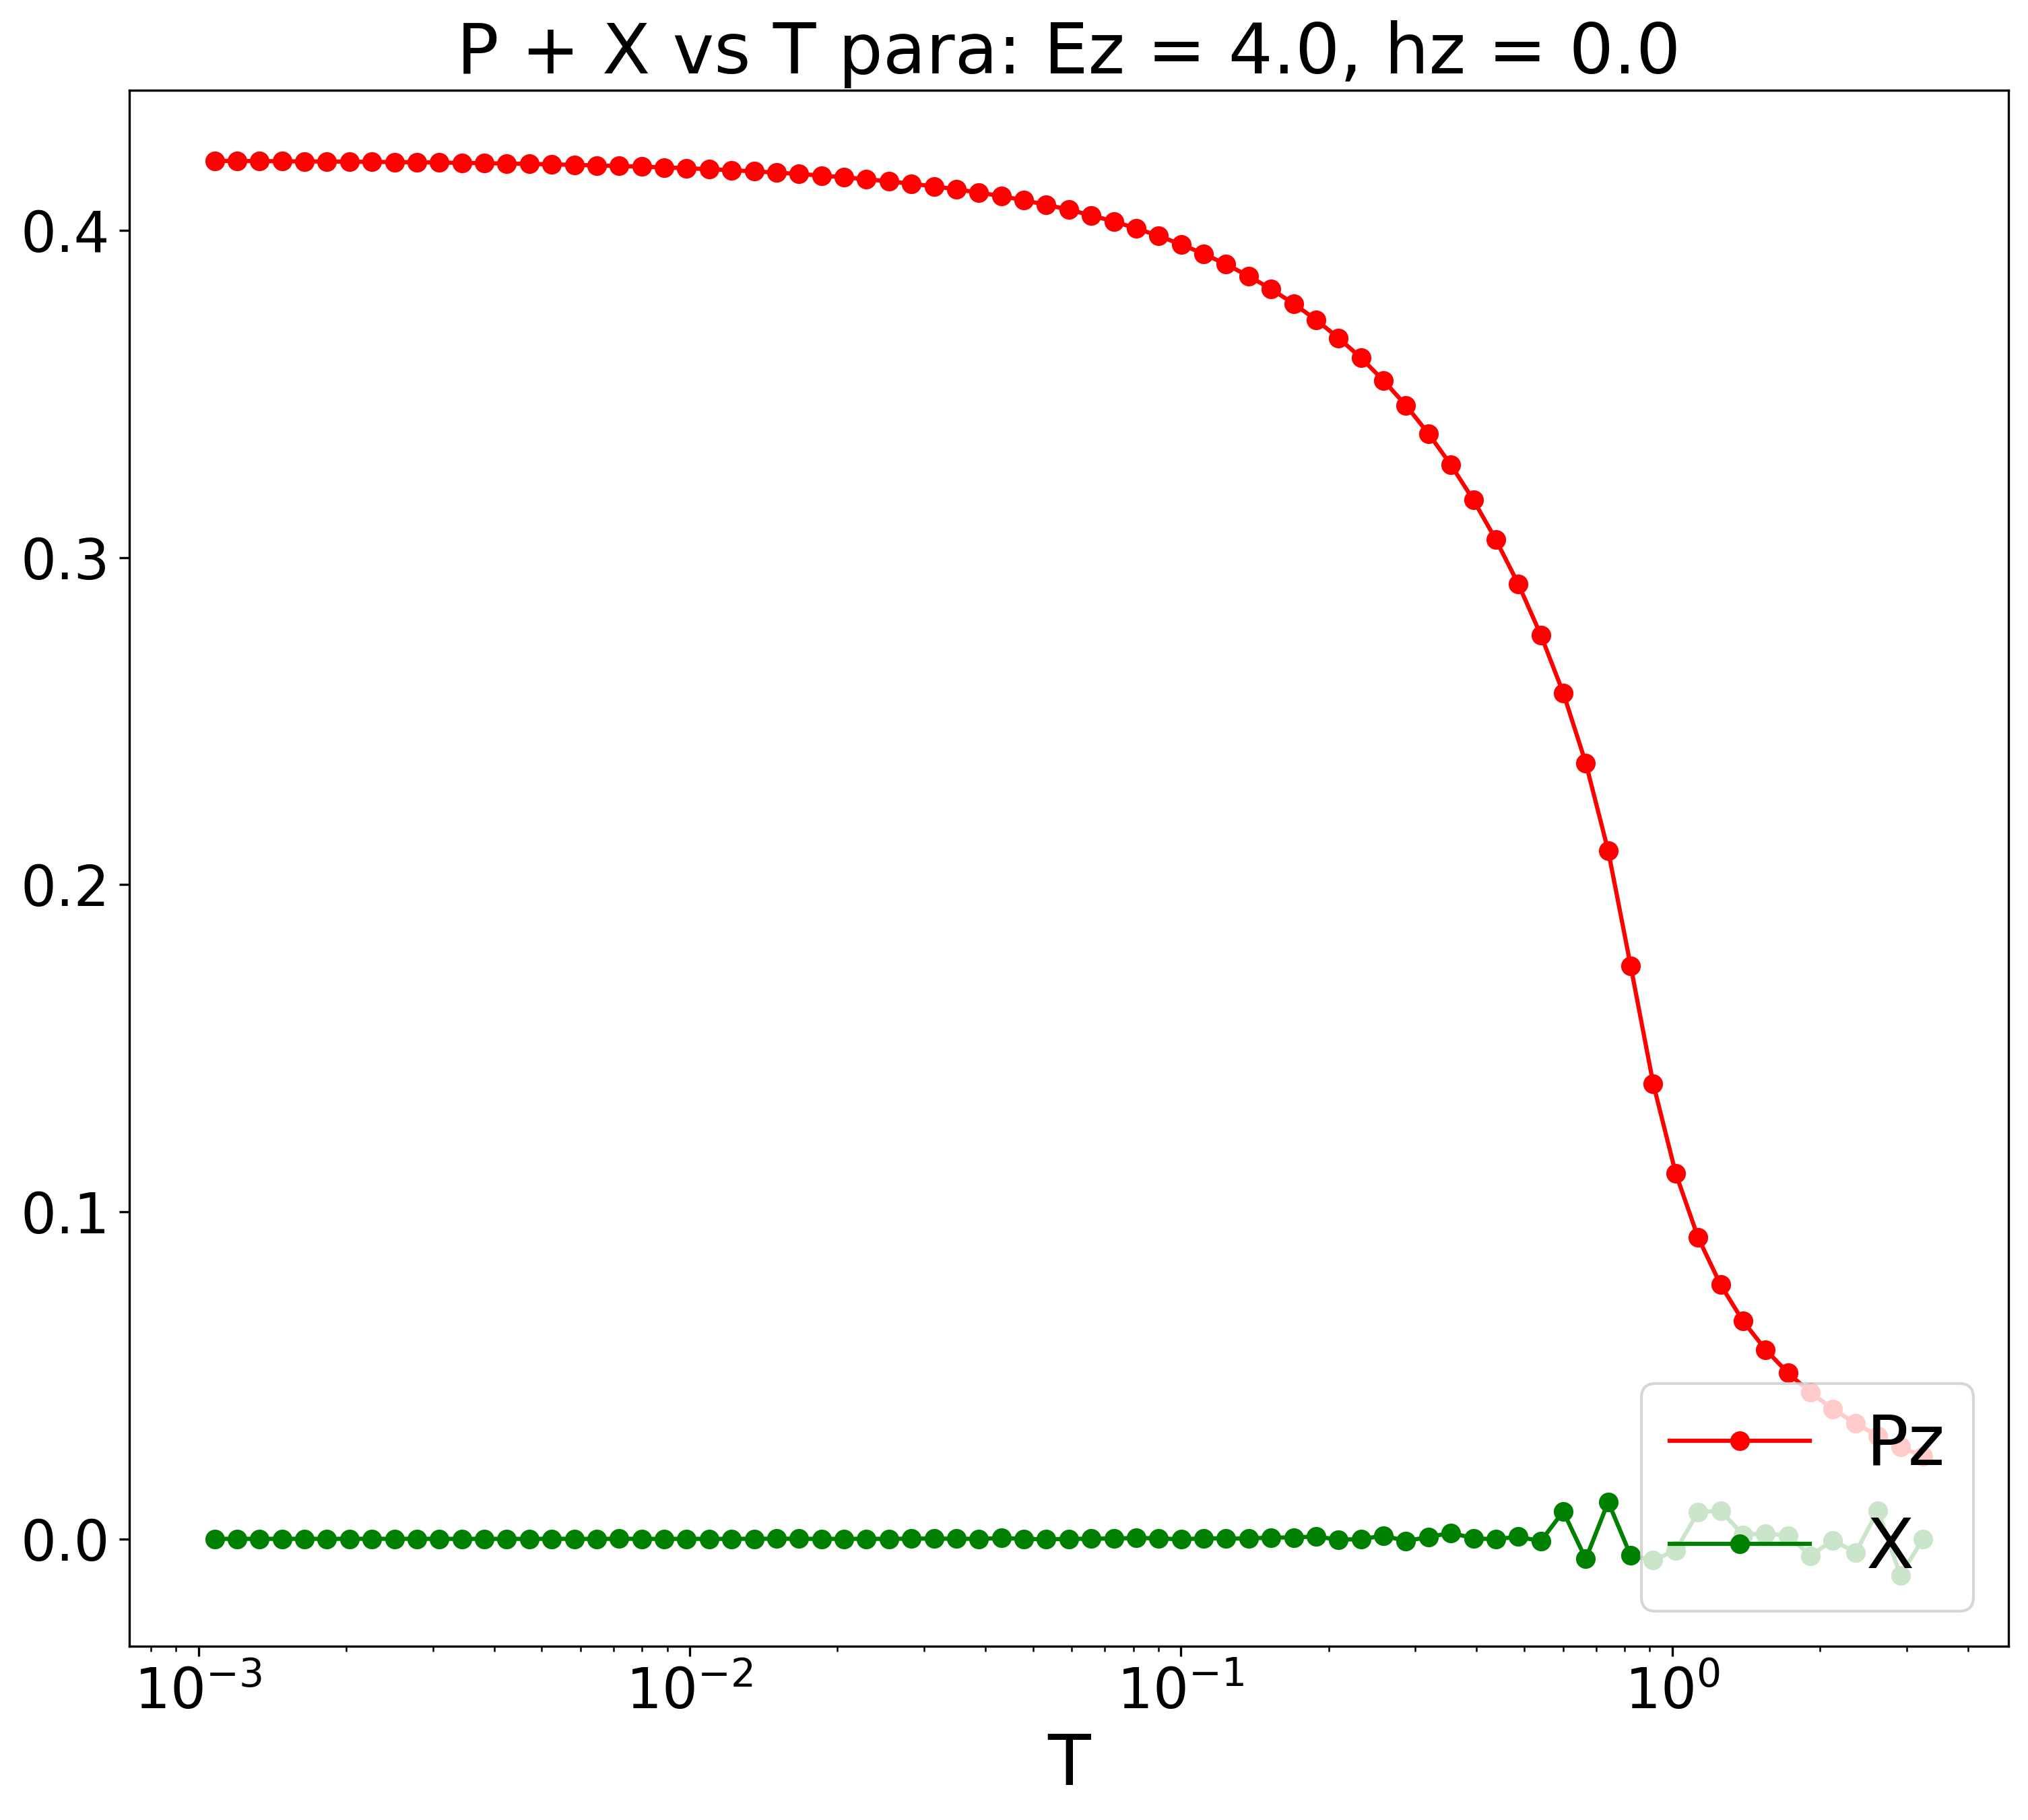 P + X vs T para: Ez = 4.0, hz = 0.0
0.4
0.3
0.2
0.1
0.0
Pz
X
10⁻³ 10⁻² 10⁻¹ 10⁰
T